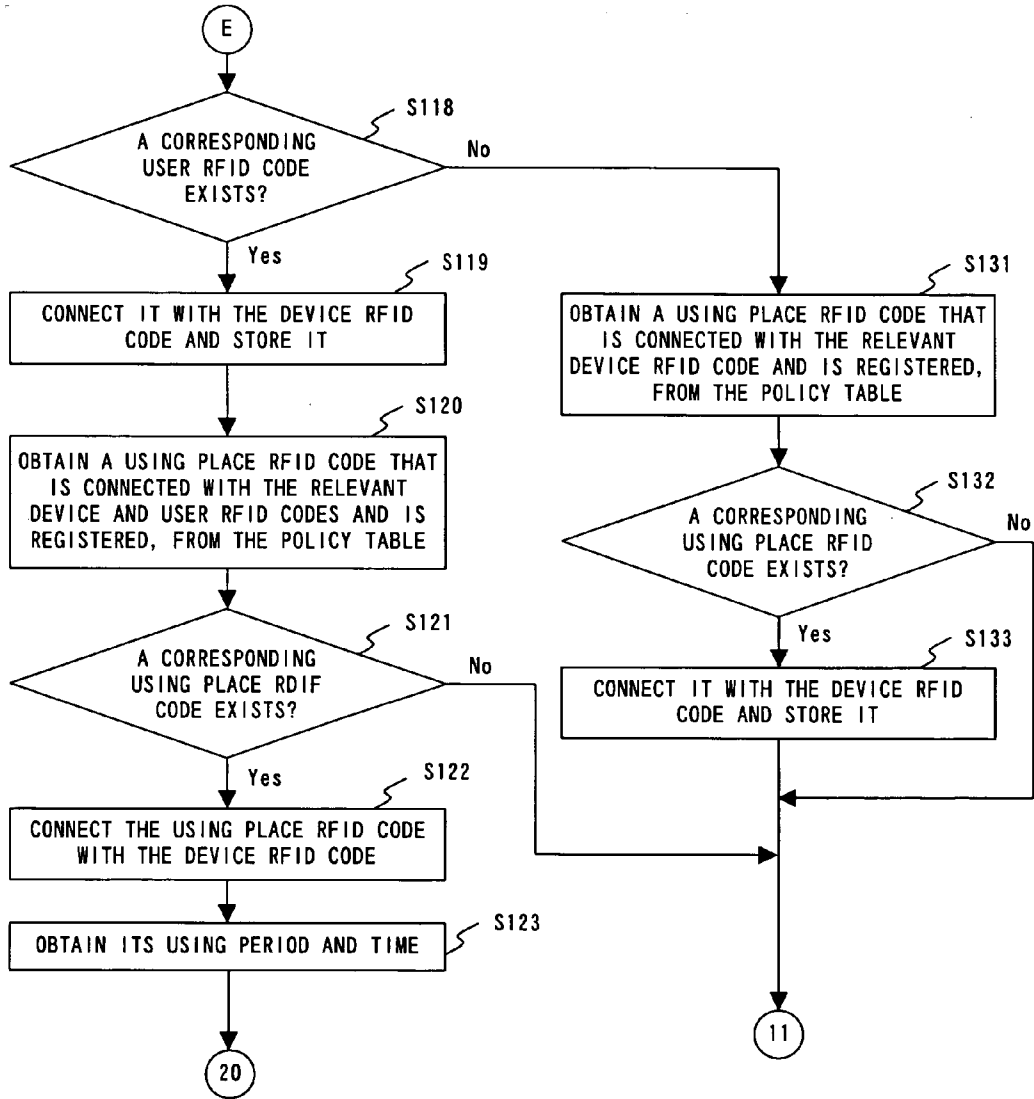 E
S118
A CORRESPONDING
USER RFID CODE
EXISTS?
No
Yes
S119
CONNECT IT WITH THE DEVICE RFID
CODE AND STORE IT
S120
OBTAIN A USING PLACE RFID CODE THAT
IS CONNECTED WITH THE RELEVANT
DEVICE AND USER RFID CODES AND IS
REGISTERED, FROM THE POLICY TABLE
S121
A CORRESPONDING
USING PLACE RDIF
CODE EXISTS?
No
Yes
S122
CONNECT THE USING PLACE RFID CODE
WITH THE DEVICE RFID CODE
S123
OBTAIN ITS USING PERIOD AND TIME
20
S131
OBTAIN A USING PLACE RFID CODE THAT
IS CONNECTED WITH THE RELEVANT
DEVICE RFID CODE AND IS REGISTERED,
FROM THE POLICY TABLE
S132
A CORRESPONDING
USING PLACE RFID
CODE EXISTS?
No
Yes
S133
CONNECT IT WITH THE DEVICE RFID
CODE AND STORE IT
11